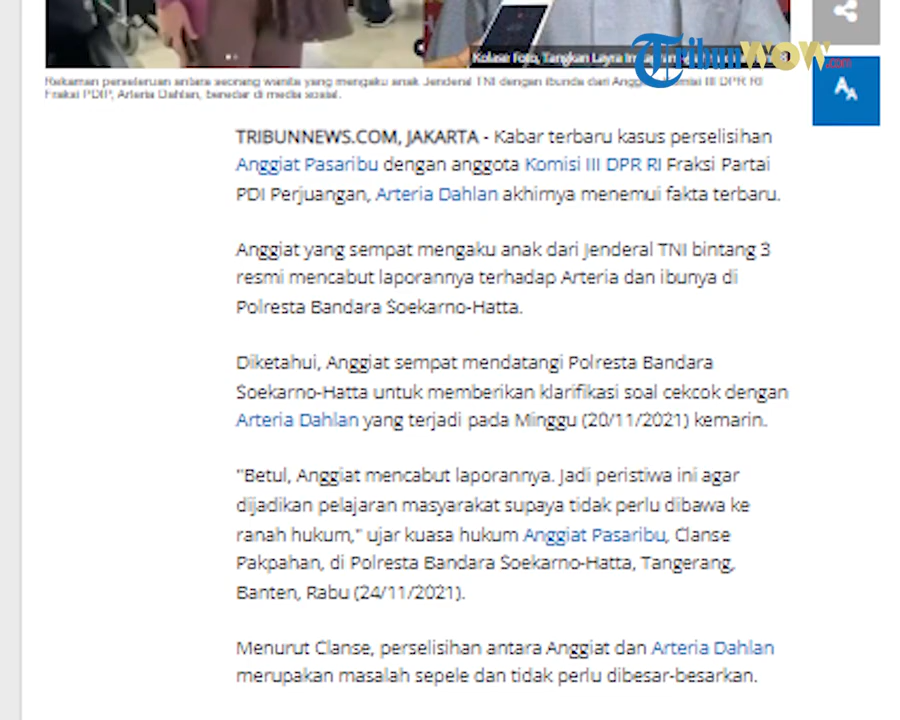 Kolase Foto, Tangkan Layra
TribunWOW.com
Rekaman perseteruan antara seorang wanita yang mengaku anak Jenderal TNI dengan ibunda dari Komisi III DPR RI
Fraksi PDIP, Arteria Dahlan, beredar di media sosial.
A A
TRIBUNNEWS.COM, JAKARTA - Kabar terbaru kasus perselisihan
Anggiat Pasaribu dengan anggota Komisi III DPR RI Fraksi Partai
PDI Perjuangan, Arteria Dahlan akhirnya menemui fakta terbaru.
Anggiat yang sempat mengaku anak dari Jenderal TNI bintang 3
resmi mencabut laporannya terhadap Arteria dan ibunya di
Polresta Bandara Soekarno-Hatta.
Diketahui, Anggiat sempat mendatangi Polresta Bandara
Soekarno-Hatta untuk memberikan klarifikasi soal cekcok dengan
Arteria Dahlan yang terjadi pada Minggu (20/11/2021) kemarin.
"Betul, Anggiat mencabut laporannya. Jadi peristiwa ini agar
dijadikan pelajaran masyarakat supaya tidak perlu dibawa ke
ranah hukum," ujar kuasa hukum Anggiat Pasaribu, Clanse
Pakpahan, di Polresta Bandara Soekarno-Hatta, Tangerang,
Banten, Rabu (24/11/2021).
Menurut Clanse, perselisihan antara Anggiat dan Arteria Dahlan
merupakan masalah sepele dan tidak perlu dibesar-besarkan.